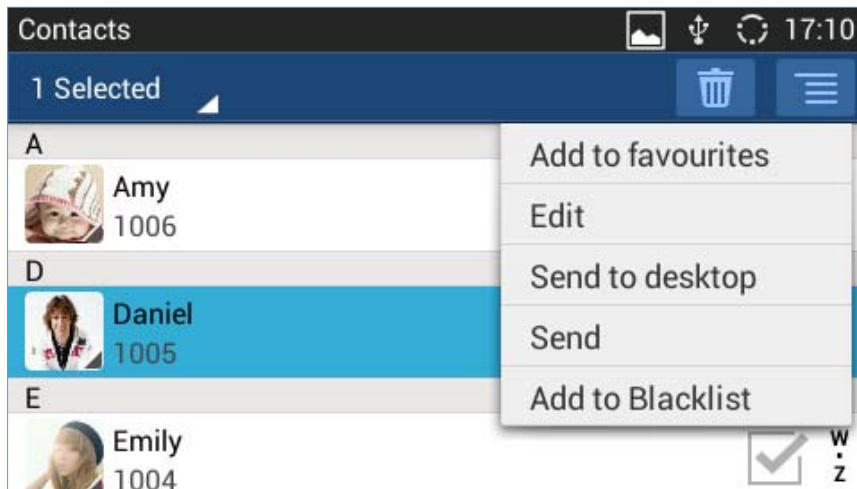 Contacts 17:10
1 Selected
A
Amy
1006
D
Daniel
1005
E
Emily
1004
Add to favourites
Edit
Send to desktop
Send
Add to Blacklist
W
.
Z